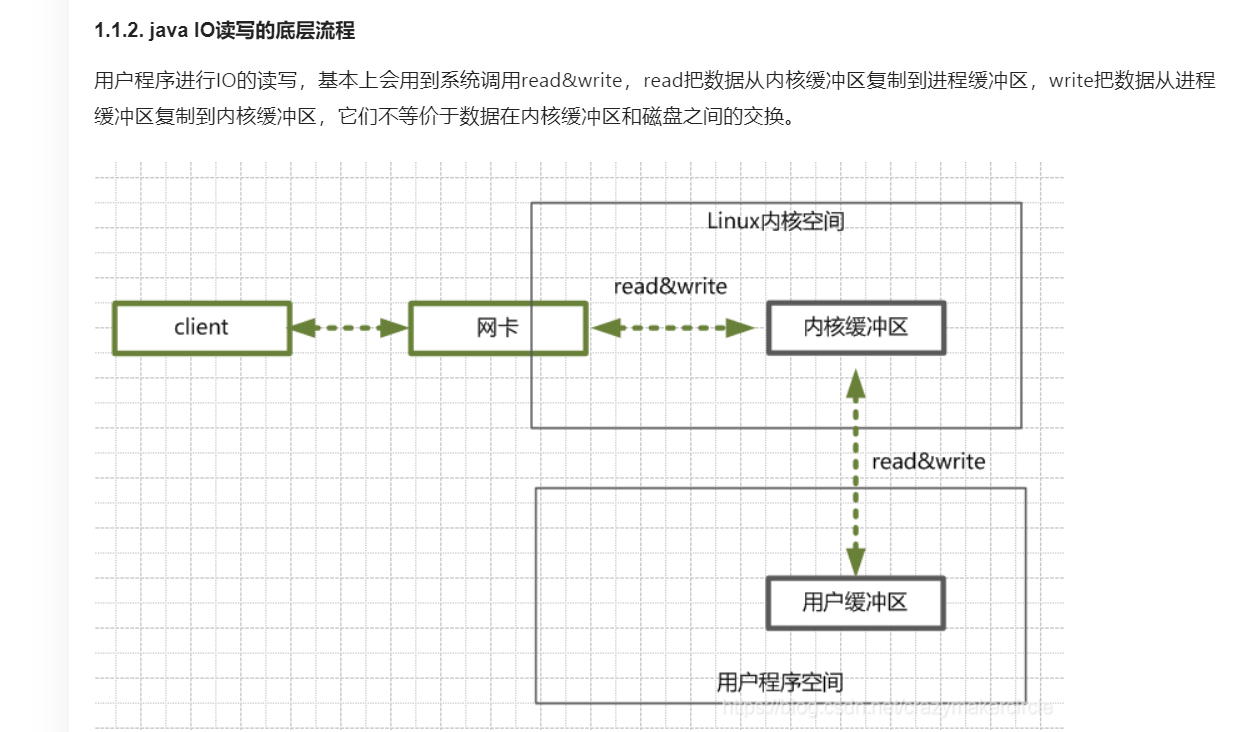 1.1.2. java IO读写的底层流程
用户程序进行IO的读写，基本上会用到系统调用read&write，read把数据从内核缓冲区复制到进程缓冲区，write把数据从进程
缓冲区复制到内核缓冲区，它们不等价于数据在内核缓冲区和磁盘之间的交换。
Linux内核空间
read&write
client
网卡
内核缓冲区
read&write
用户缓冲区
用户程序空间
https://blog.csdn.net/crazymakercircle